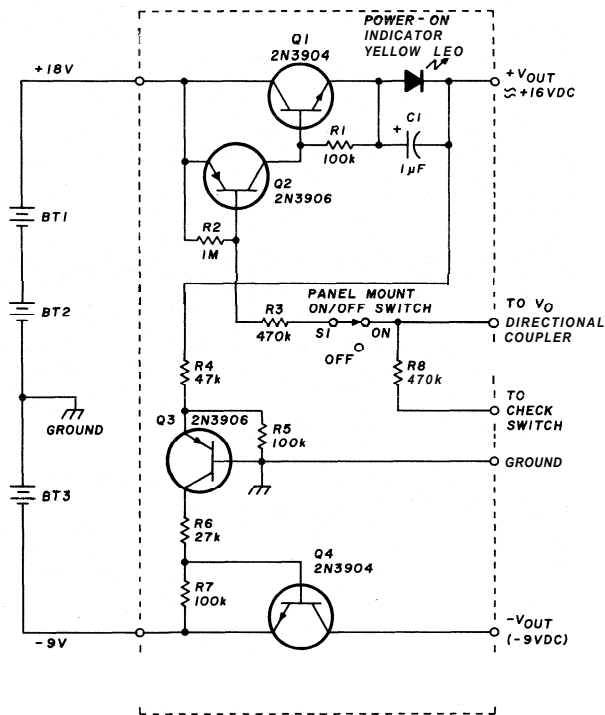 POWER-ON
INDICATOR
YELLOW LEO
Q1
2N3904
+18V
+VOUT
≈+16VDC
C1
+
1µF
R1
100k
Q2
2N3906
BT1
R2
1M
BT2
PANEL MOUNT
ON/OFF SWITCH
R3
470k
S1
ON
OFF
TO VO
DIRECTIONAL
COUPLER
R4
47k
R8
470k
TO
CHECK
SWITCH
GROUND
Q3
2N3906
R5
100k
GROUND
BT3
R6
27k
Q4
2N3904
R7
100k
-9V
-VOUT
(-9VDC)